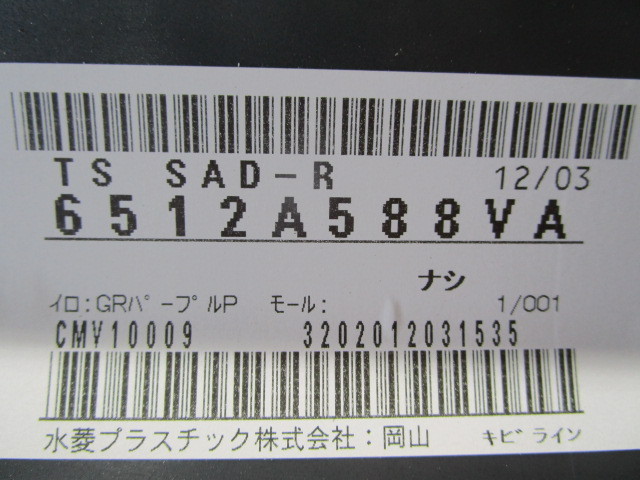 TS SAD-R 12/03
6512A588VA
ナシ
イロ:GRパープルP モール: 1/001
CMV10009 3202012031535
水菱プラスチック株式会社:岡山 キビライン